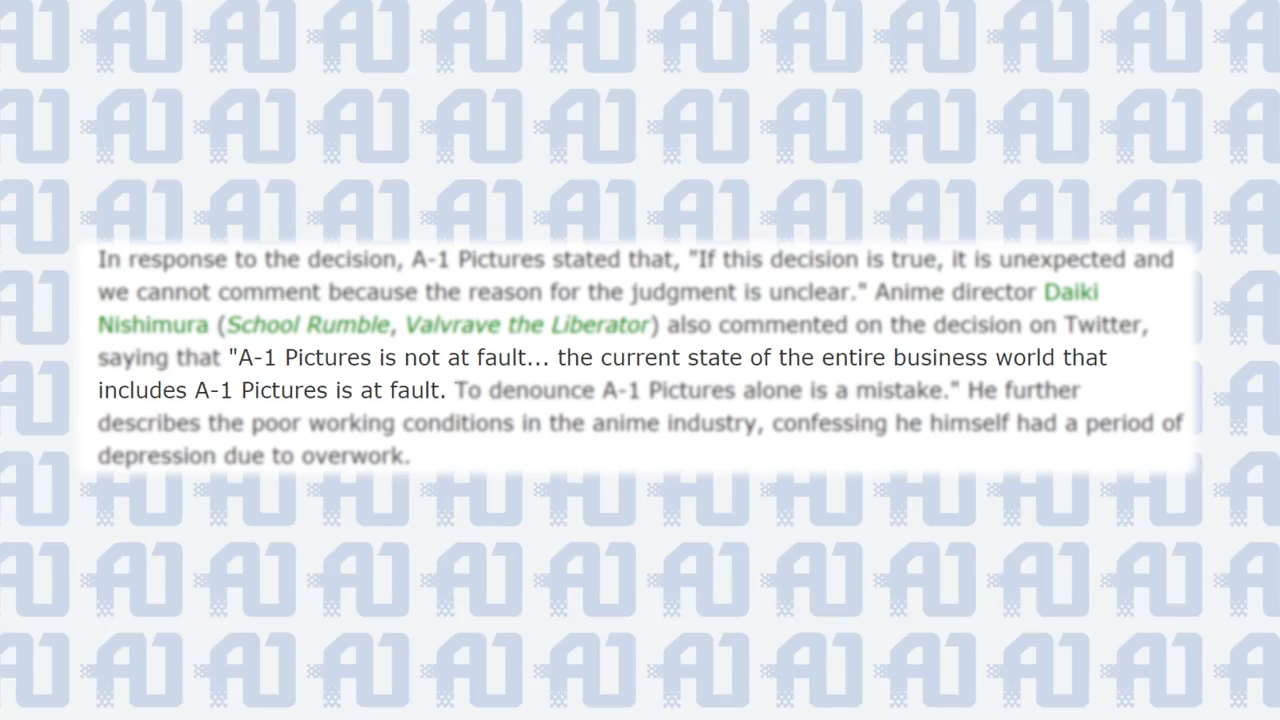 In response to the decision, A-1 Pictures stated that, "If this decision is true, it is unexpected and
we cannot comment because the reason for the judgment is unclear." Anime director Daiki
Nishimura (School Rumble, Valvrave the Liberator) also commented on the decision on Twitter,
saying that "A-1 Pictures is not at fault... the current state of the entire business world that
includes A-1 Pictures is at fault. To denounce A-1 Pictures alone is a mistake." He further
describes the poor working conditions in the anime industry, confessing he himself had a period of
depression due to overwork.